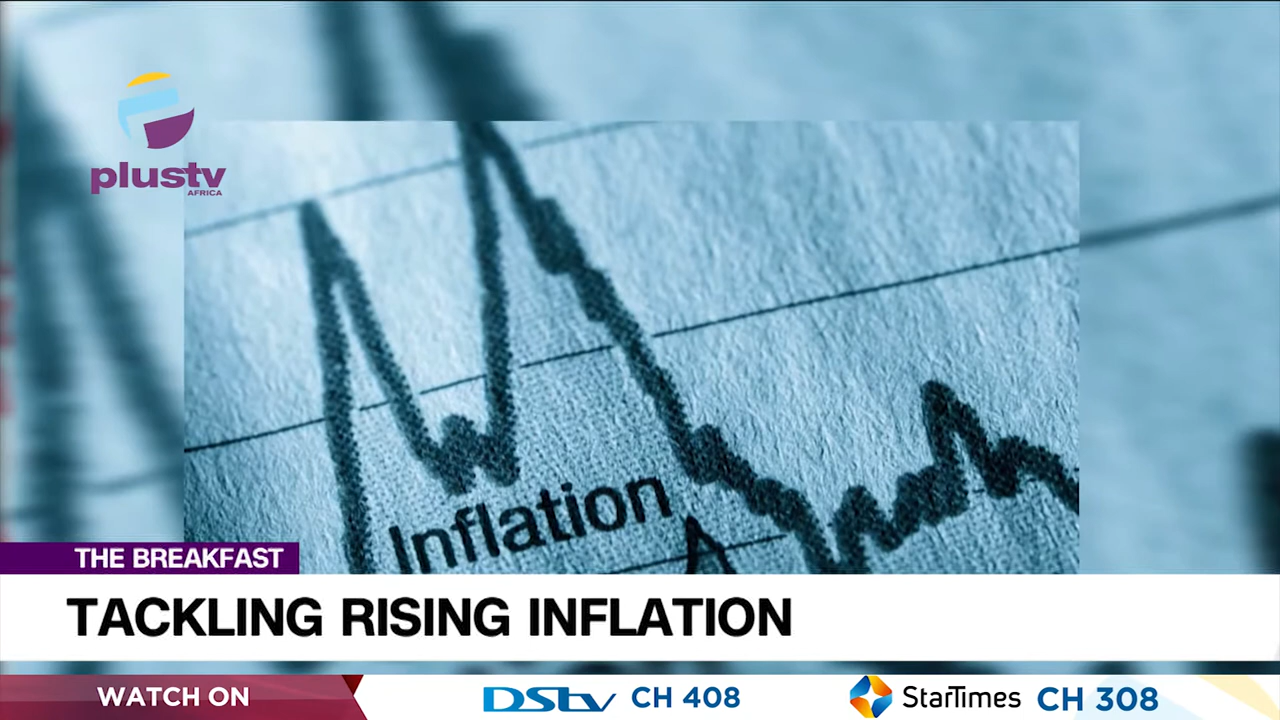 plustv
AFRICA
Inflation
THE BREAKFAST
TACKLING RISING INFLATION
WATCH ON
DStv CH 408
StarTimes CH 308